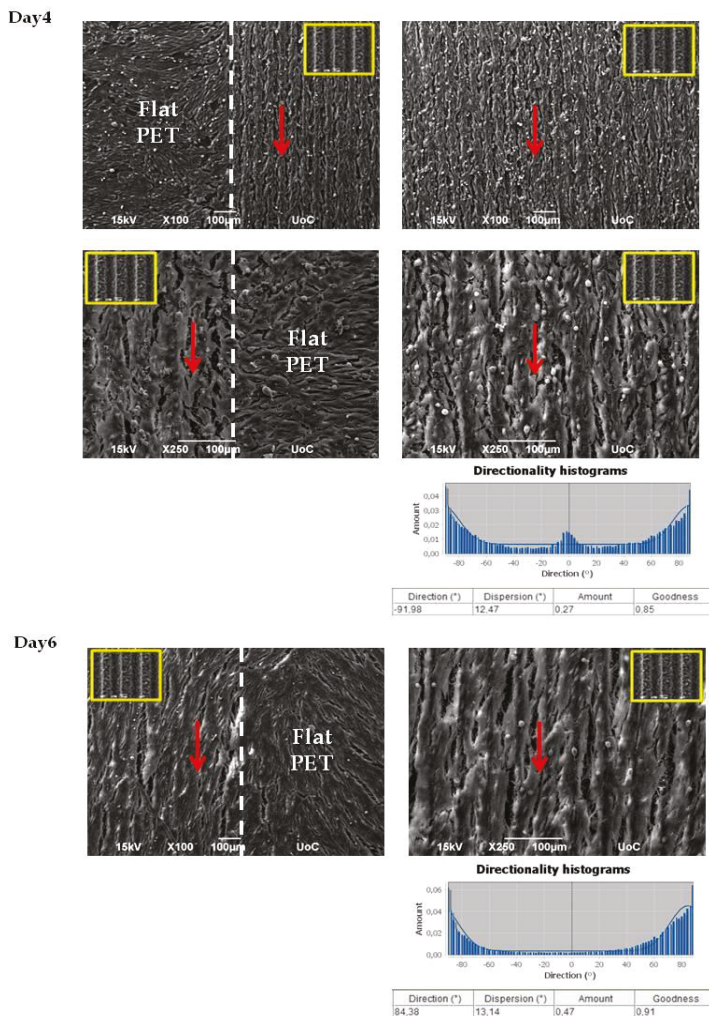 Day4
Flat
PET
15kV X100 100µm UoC
15kV X100 100µm UoC
Flat
PET
15kV X250 100µm UoC
15kV X250 100µm UoC
Directionality histograms
Amount
0,04
0,03
0,02
0,01
0,00
-80 -60 -40 -20 0 20 40 60 80
Direction (°)
Direction (°) Dispersion (°) Amount Goodness
-91,98 12,47 0,27 0,85
Day6
Flat
PET
15kV X100 100µm UoC
15kV X250 100µm UoC
Directionality histograms
Amount
0,06
0,04
0,02
0,00
-80 -60 -40 -20 0 20 40 60 80
Direction (°)
Direction (°) Dispersion (°) Amount Goodness
84,38 13,14 0,47 0,91